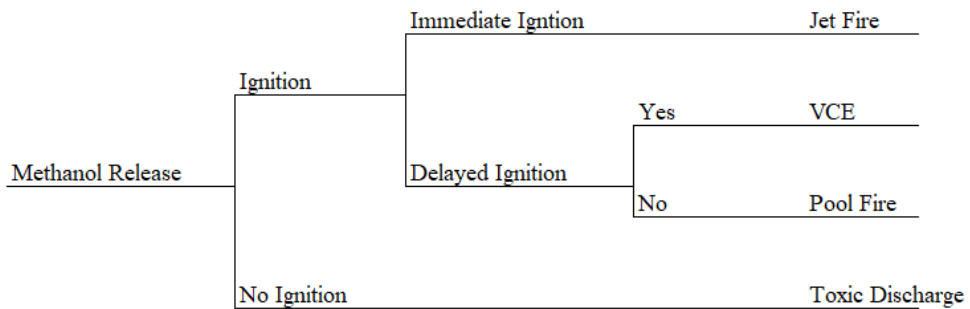 Immediate Igntion Jet Fire
Ignition
Yes VCE
Methanol Release
Delayed Ignition
No Pool Fire
No Ignition Toxic Discharge